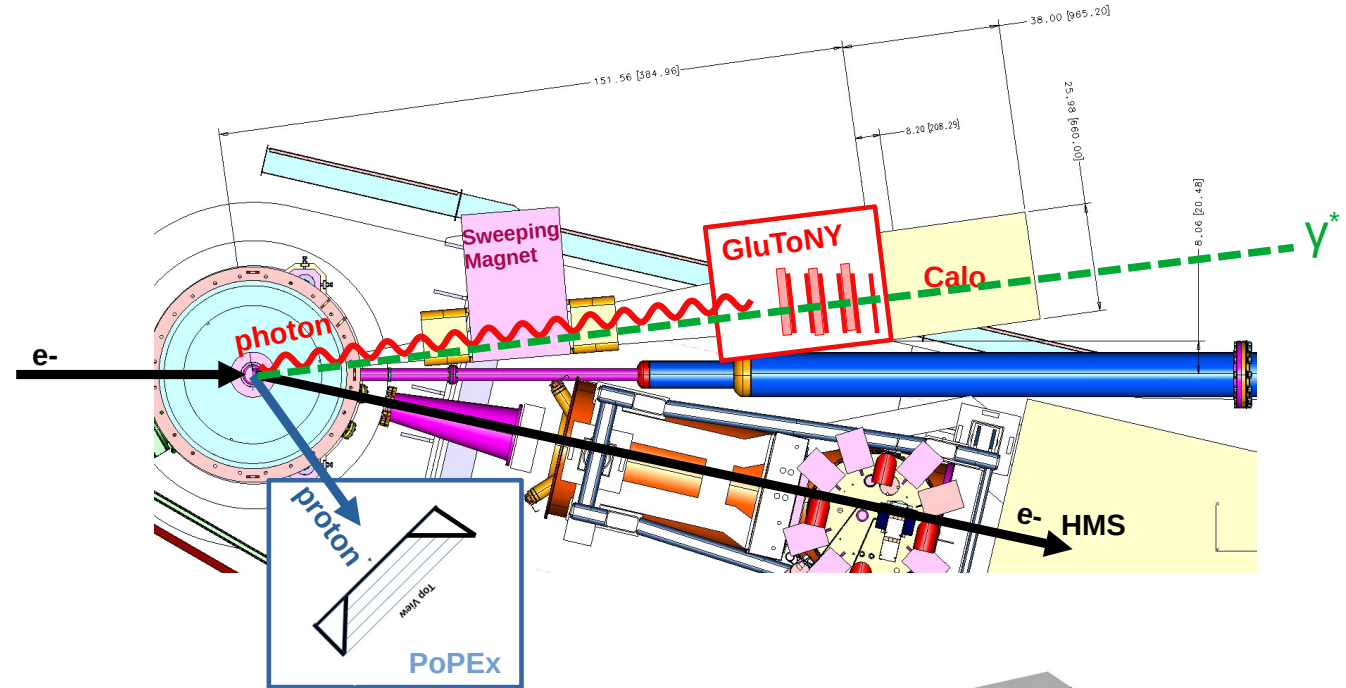 38.00 [965.20]
151.56 [384.96]
25.98 [660.00]
8.20 [208.29]
8.06 [20.48]
Sweeping
Magnet
GluToNY
γ*
Calo
photon
e-
proton
e-
HMS
Top View
PoPEx